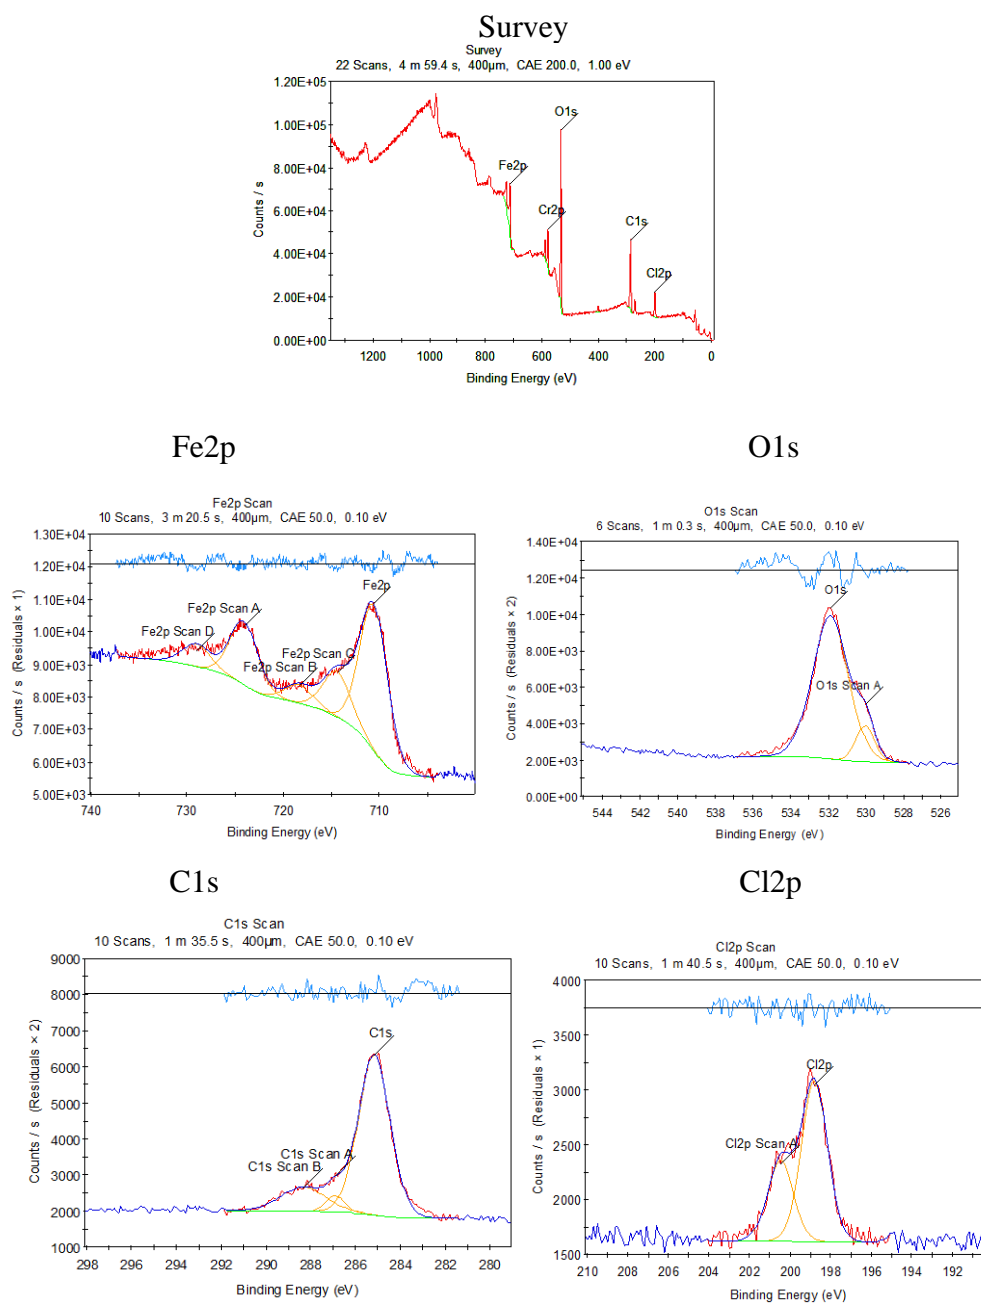 Survey
Survey
22 Scans, 4 m 59.4 s, 400µm, CAE 200.0, 1.00 eV
1.20E+05
1.00E+05
8.00E+04
6.00E+04
4.00E+04
2.00E+04
0.00E+00
Counts / s
O1s
Fe2p
Cr2p
C1s
Cl2p
1200 1000 800 600 400 200 0
Binding Energy (eV)
Fe2p
Fe2p Scan
10 Scans, 3 m 20.5 s, 400µm, CAE 50.0, 0.10 eV
1.30E+04
1.20E+04
1.10E+04
1.00E+04
9.00E+03
8.00E+03
7.00E+03
6.00E+03
5.00E+03
Counts / s (Residuals × 1)
Fe2p
Fe2p Scan A
Fe2p Scan D
Fe2p Scan C
Fe2p Scan B
740 730 720 710
Binding Energy (eV)
O1s
O1s Scan
6 Scans, 1 m 0.3 s, 400µm, CAE 50.0, 0.10 eV
1.40E+04
1.20E+04
1.00E+04
8.00E+03
6.00E+03
4.00E+03
2.00E+03
0.00E+00
Counts / s (Residuals × 2)
O1s
O1s Scan A
544 542 540 538 536 534 532 530 528 526
Binding Energy (eV)
C1s
C1s Scan
10 Scans, 1 m 35.5 s, 400µm, CAE 50.0, 0.10 eV
9000
8000
7000
6000
5000
4000
3000
2000
1000
Counts / s (Residuals × 2)
C1s
C1s Scan A
C1s Scan B
298 296 294 292 290 288 286 284 282 280
Binding Energy (eV)
Cl2p
Cl2p Scan
10 Scans, 1 m 40.5 s, 400µm, CAE 50.0, 0.10 eV
4000
3500
3000
2500
2000
1500
Counts / s (Residuals × 1)
Cl2p
Cl2p Scan A
210 208 206 204 202 200 198 196 194 192
Binding Energy (eV)